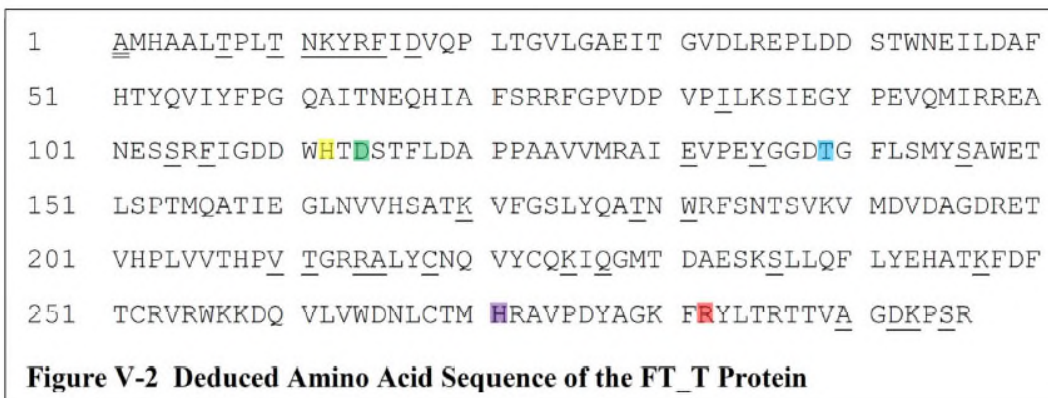 1 AMHAALTPLT NKYRFIDVQP LTGVLGAEIT GVDLREPLDD STWNEILDAF
51 HTYQVIYFPG QAITNEQHIA FSRRFGPVDP VPILKSIEGY PEVQMIRREA
101 NESSRFIGDD WHTDSTFLDA PPAAVVMRAI EVPEYGGDTG FLSMYSAWET
151 LSPTMQATIE GLNVVHSATK VFGSLYQATN WRFSNTSVKV MDVDAGDRET
201 VHPLVVTHPV TGRRALYCNQ VYCQKIQGMT DAESKSLLQF LYEHATKFDF
251 TCRVRWKKDQ VLVWDNLCTM HRAVPDYAGK FRYLTRTTVA GDKPSR
Figure V-2 Deduced Amino Acid Sequence of the FT_T Protein